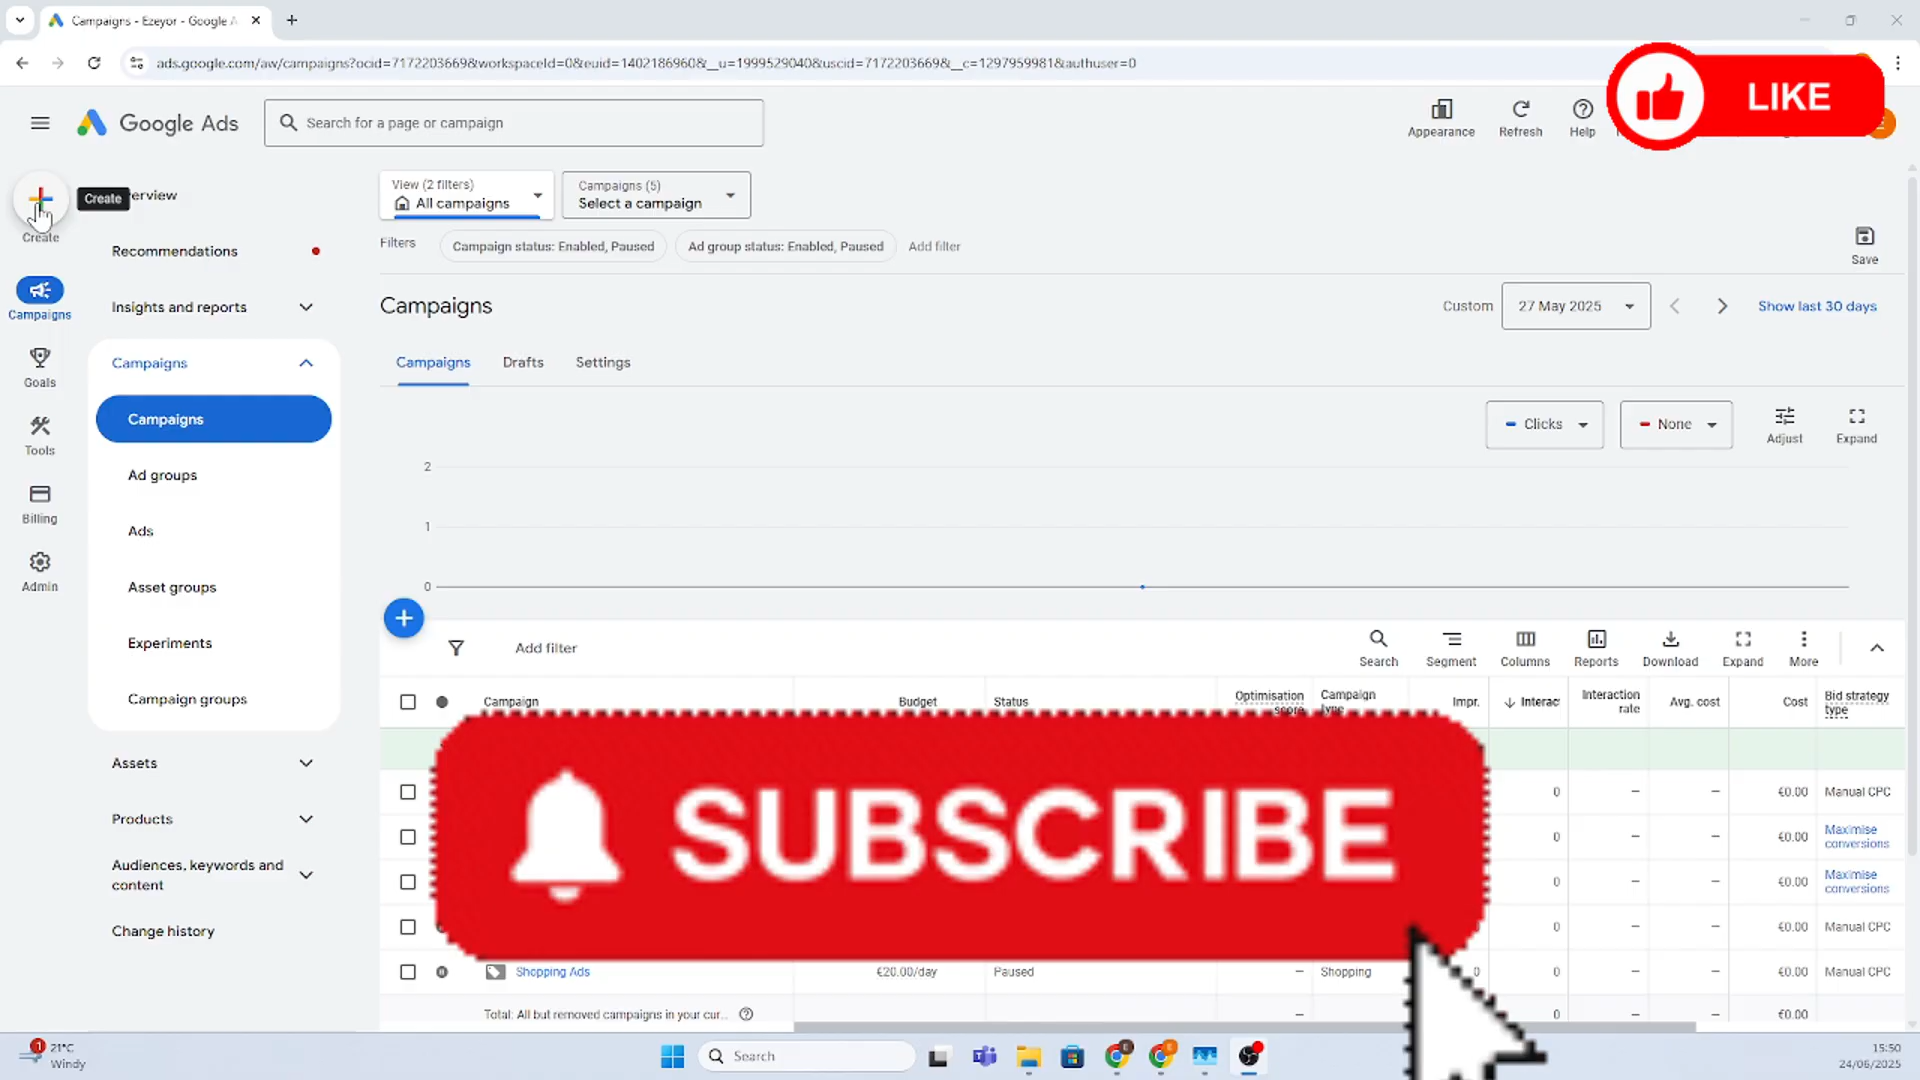 Campaigns - Ezeyor - Google A
ads.google.com/aw/campaigns?ocid=7172203669&workspaceId=0&euid=1402186960&__u=1999529040&uscid=7172203669&__c=1297959981&authuser=0
Google Ads
Search for a page or campaign
Appearance
Refresh
Help
LIKE
Create
Create
erview
Recommendations
Insights and reports
Campaigns
Campaigns
Campaigns
Ad groups
Ads
Asset groups
Experiments
Campaign groups
Assets
Products
Audiences, keywords and
content
Change history
Goals
Tools
Billing
Admin
View (2 filters)
All campaigns
Campaigns (5)
Select a campaign
Filters
Campaign status: Enabled, Paused
Ad group status: Enabled, Paused
Add filter
Save
Campaigns
Custom
27 May 2025
Show last 30 days
Campaigns
Drafts
Settings
Clicks
None
Adjust
Expand
2
1
0
Add filter
Search
Segment
Columns
Reports
Download
Expand
More
Campaign
Budget
Status
Optimisation
score
Campaign
type
Impr.
Interac
Interaction
rate
Avg. cost
Cost
Bid strategy
type
SUBSCRIBE
0 – – €0.00 Manual CPC
0 – – €0.00 Maximise
conversions
0 – – €0.00 Maximise
conversions
0 – – €0.00 Manual CPC
Shopping Ads €20.00/day Paused – Shopping 0 0 – – €0.00 Manual CPC
Total: All but removed campaigns in your cur... – 0 – – €0.00
1
21°C
Windy
Search
E
E
15:50
24/06/2025